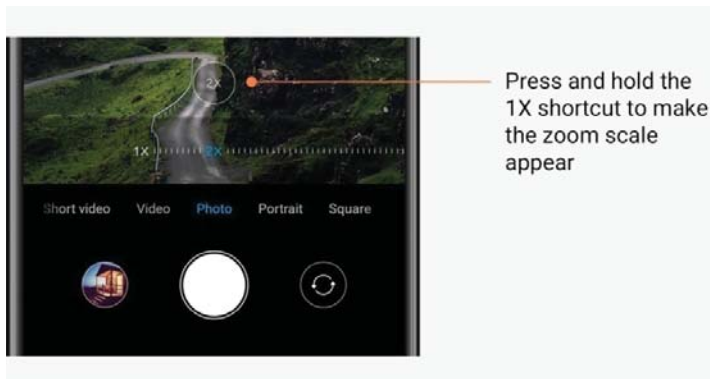 2X
Press and hold the
1X shortcut to make
the zoom scale
appear
1X 2X
Short video Video Photo Portrait Square